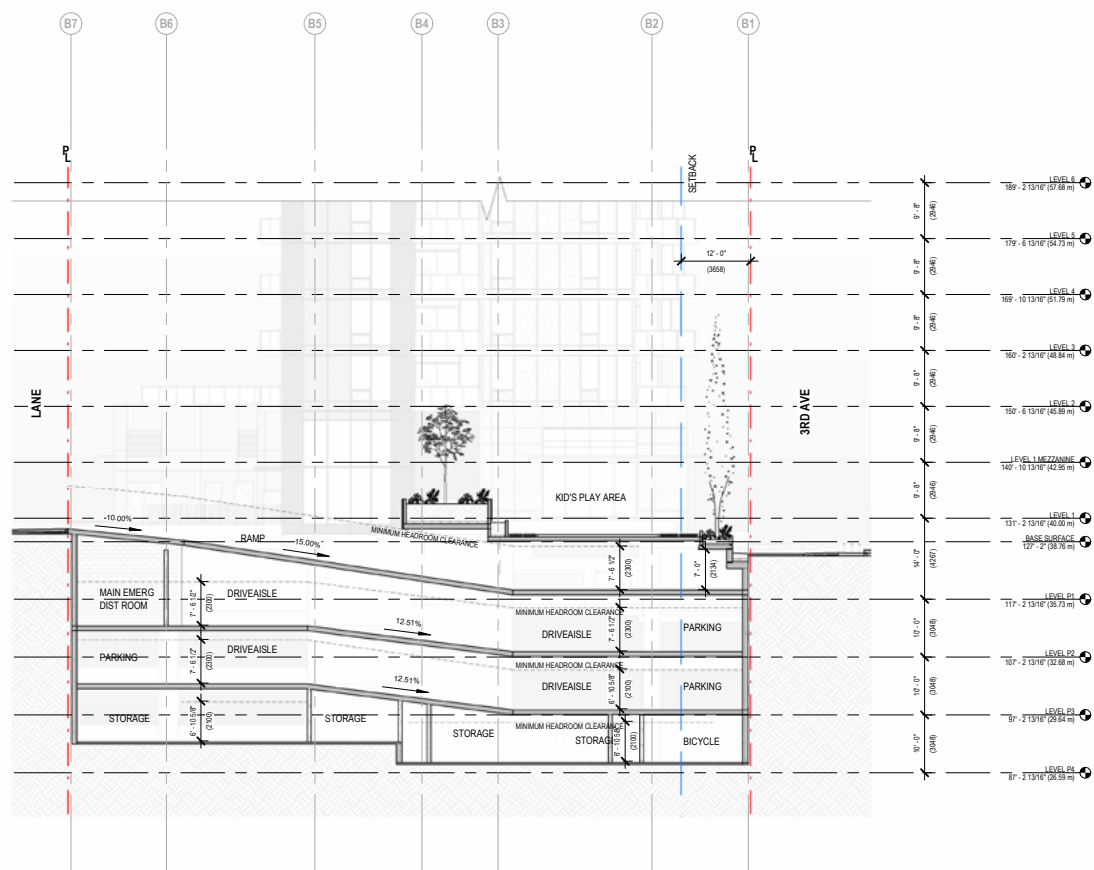 B7 B6 B5 B4 B3 B2 B1
PL
PL
SETBACK
LEVEL 6
189' - 2 13/16" (57.68 m)
9' - 8"
(2946)
LEVEL 5
179' - 6 13/16" (54.73 m)
12' - 0"
(3658)
9' - 8"
(2946)
LEVEL 4
169' - 10 13/16" (51.79 m)
9' - 8"
(2946)
LEVEL 3
160' - 2 13/16" (48.84 m)
9' - 8"
(2946)
LANE
3RD AVE
LEVEL 2
150' - 6 13/16" (45.89 m)
9' - 8"
(2946)
LEVEL 1 MEZZANINE
140' - 10 13/16" (42.95 m)
9' - 8"
(2946)
KID'S PLAY AREA
LEVEL 1
131' - 2 13/16" (40.00 m)
-10.00%
MINIMUM HEADROOM CLEARANCE
RAMP
-15.00%
BASE SURFACE
127' - 2" (38.76 m)
14' - 0"
(4267)
7' - 6 1/2"
(2300)
7' - 0"
(2134)
MAIN EMERG
DIST ROOM
7' - 6 1/2"
(2300)
DRIVEAISLE
LEVEL P1
117' - 2 13/16" (35.73 m)
MINIMUM HEADROOM CLEARANCE
12.51%
DRIVEAISLE
7' - 6 1/2"
(2300)
PARKING
10' - 0"
(3048)
PARKING
7' - 6 1/2"
(2300)
DRIVEAISLE
LEVEL P2
107' - 2 13/16" (32.68 m)
MINIMUM HEADROOM CLEARANCE
12.51%
DRIVEAISLE
6' - 10 5/8"
(2100)
PARKING
10' - 0"
(3048)
STORAGE
6' - 10 5/8"
(2100)
STORAGE
LEVEL P3
97' - 2 13/16" (29.64 m)
MINIMUM HEADROOM CLEARANCE
STORAGE
STORAGE
6' - 10 5/8"
(2100)
BICYCLE
10' - 0"
(3048)
LEVEL P4
87' - 2 13/16" (26.59 m)